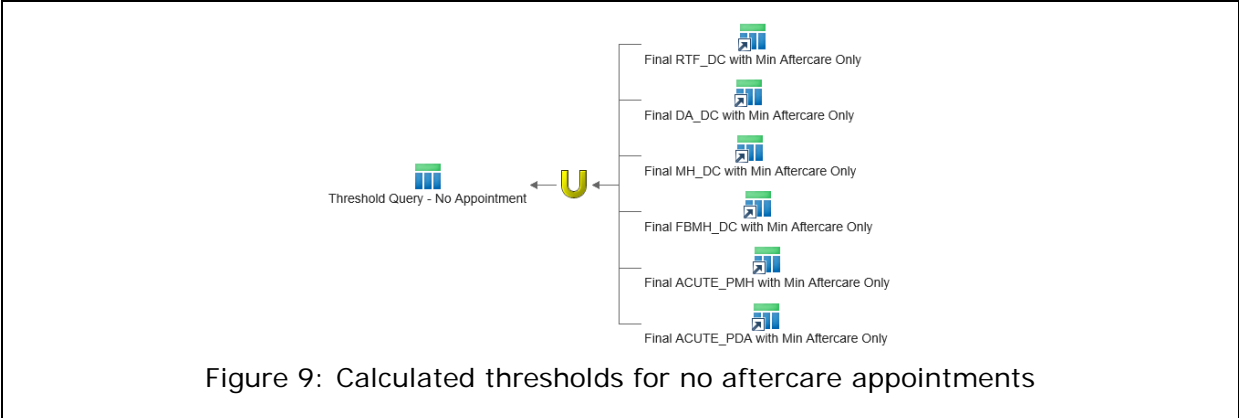 Final RTF_DC with Min Aftercare Only
Final DA_DC with Min Aftercare Only
Final MH_DC with Min Aftercare Only
Threshold Query - No Appointment
Final FBMH_DC with Min Aftercare Only
Final ACUTE_PMH with Min Aftercare Only
Final ACUTE_PDA with Min Aftercare Only
Figure 9: Calculated thresholds for no aftercare appointments